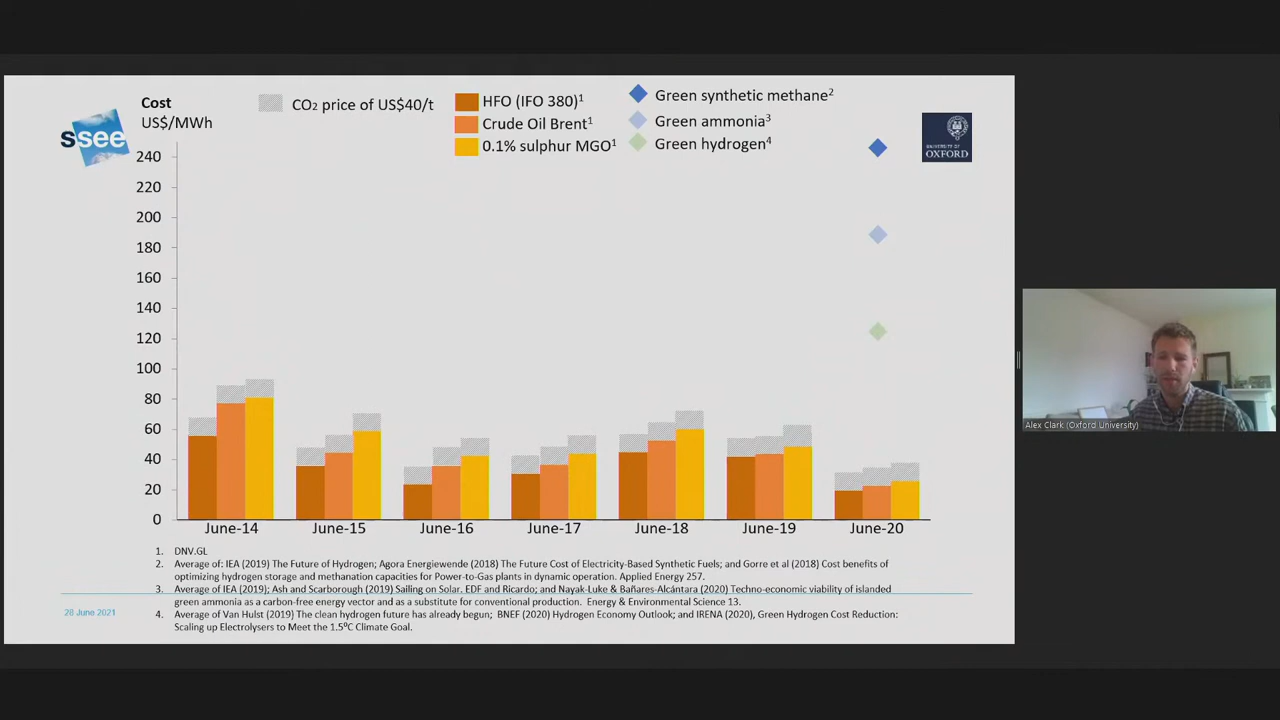 Cost
US$/MWh
CO₂ price of US$40/t
HFO (IFO 380)¹
Crude Oil Brent¹
0.1% sulphur MGO¹
Green synthetic methane²
Green ammonia³
Green hydrogen⁴
ssee
UNIVERSITY OF
OXFORD
240
220
200
180
160
140
120
100
80
60
40
20
0
June-14
June-15
June-16
June-17
June-18
June-19
June-20
1. DNV.GL
2. Average of: IEA (2019) The Future of Hydrogen; Agora Energiewende (2018) The Future Cost of Electricity-Based Synthetic Fuels; and Gorre et al (2018) Cost benefits of
optimizing hydrogen storage and methanation capacities for Power-to-Gas plants in dynamic operation. Applied Energy 257.
3. Average of IEA (2019); Ash and Scarborough (2019) Sailing on Solar. EDF and Ricardo; and Nayak-Luke & Bañares-Alcántara (2020) Techno-economic viability of islanded
green ammonia as a carbon-free energy vector and as a substitute for conventional production. Energy & Environmental Science 13.
4. Average of Van Hulst (2019) The clean hydrogen future has already begun; BNEF (2020) Hydrogen Economy Outlook; and IRENA (2020), Green Hydrogen Cost Reduction:
Scaling up Electrolysers to Meet the 1.5⁰C Climate Goal.
28 June 2021
Alex Clark (Oxford University)